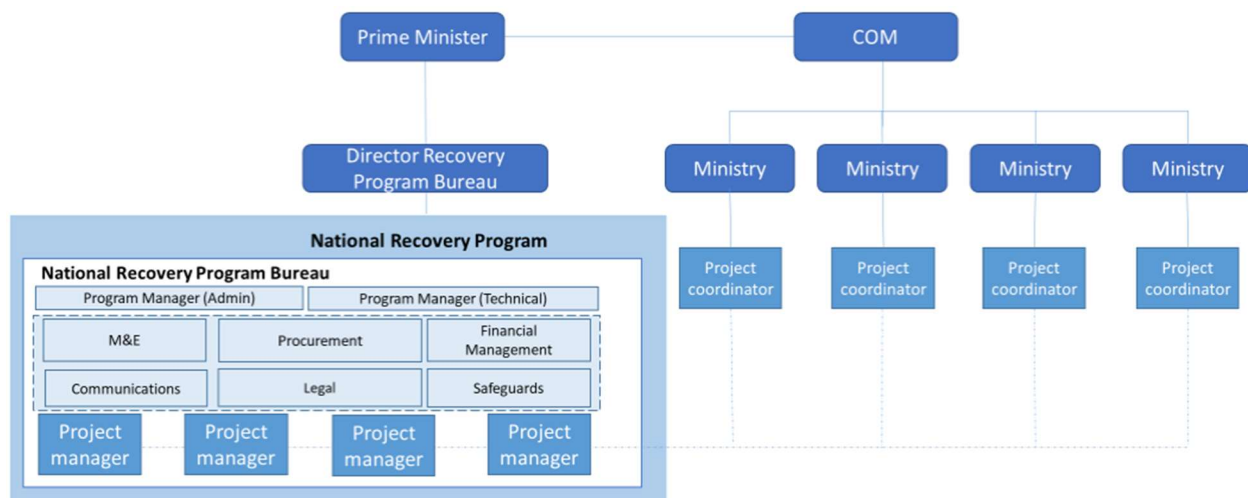 Prime Minister
COM
Director Recovery
Program Bureau
Ministry
Ministry
Ministry
Ministry
National Recovery Program
National Recovery Program Bureau
Program Manager (Admin)
Program Manager (Technical)
M&E
Procurement
Financial
Management
Communications
Legal
Safeguards
Project
manager
Project
manager
Project
manager
Project
manager
Project
coordinator
Project
coordinator
Project
coordinator
Project
coordinator